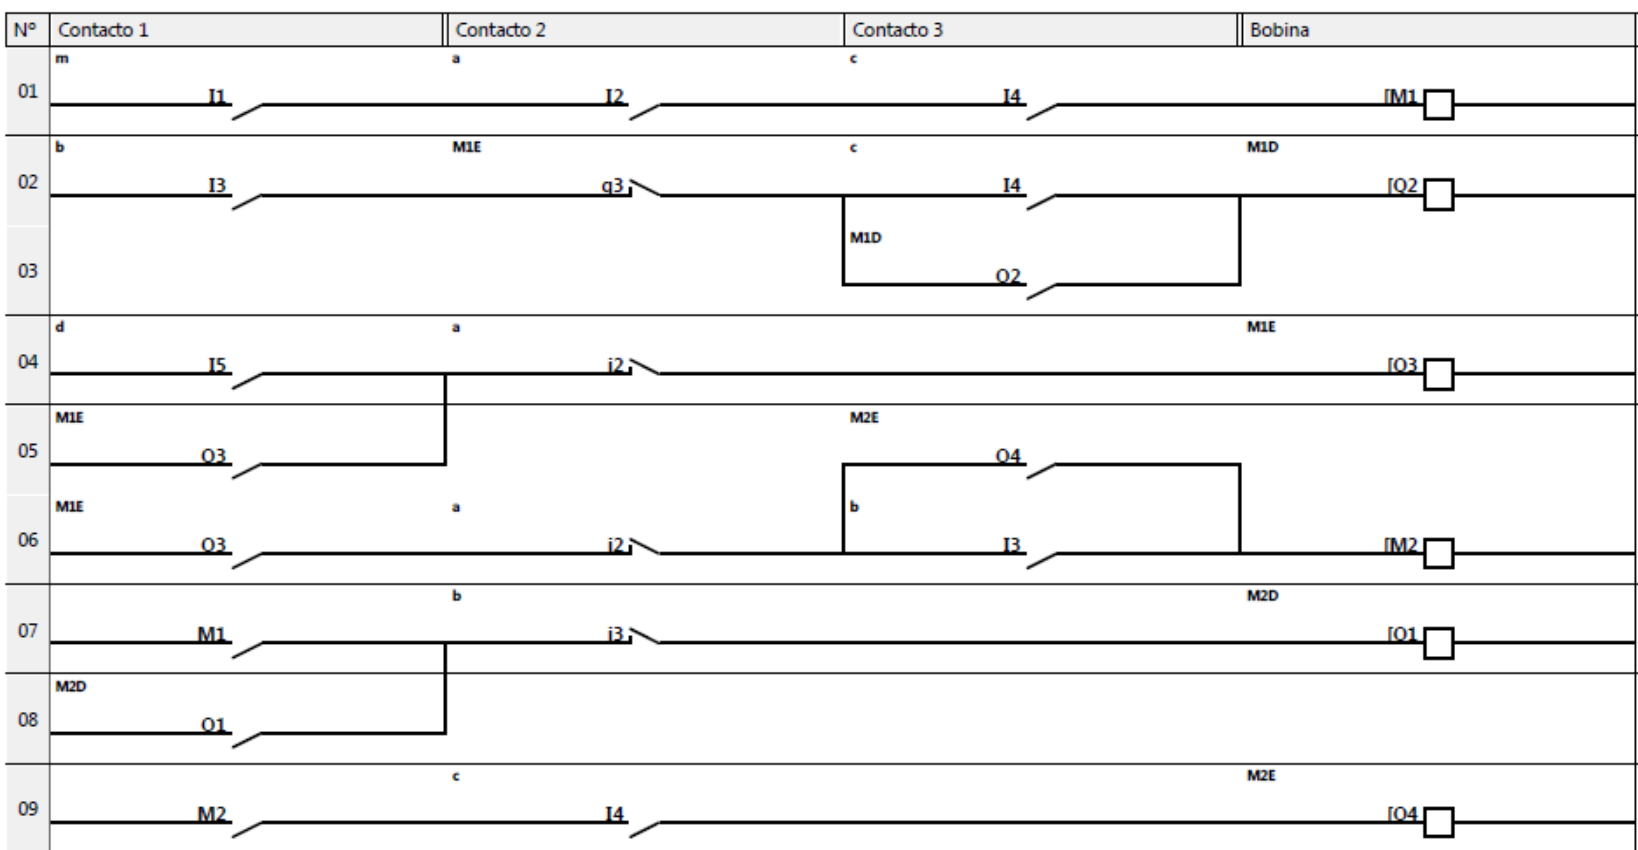 Nº Contacto 1 Contacto 2 Contacto 3 Bobina
m a c
01 I1 I2 I4 [M1
b M1E c M1D
02 I3 q3 I4 [Q2
M1D
03 Q2
d a M1E
04 I5 i2 [Q3
M1E M2E
05 Q3 Q4
M1E a b
06 Q3 i2 I3 [M2
b M2D
07 M1 i3 [Q1
M2D
08 Q1
c M2E
09 M2 I4 [Q4